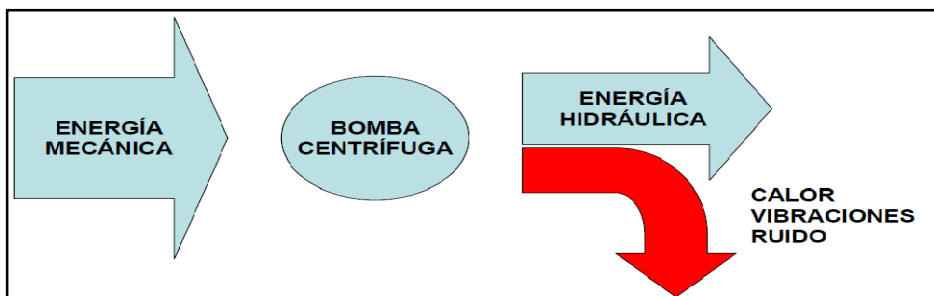 ENERGÍA
MECÁNICA
BOMBA
CENTRÍFUGA
ENERGÍA
HIDRÁULICA
CALOR
VIBRACIONES
RUIDO